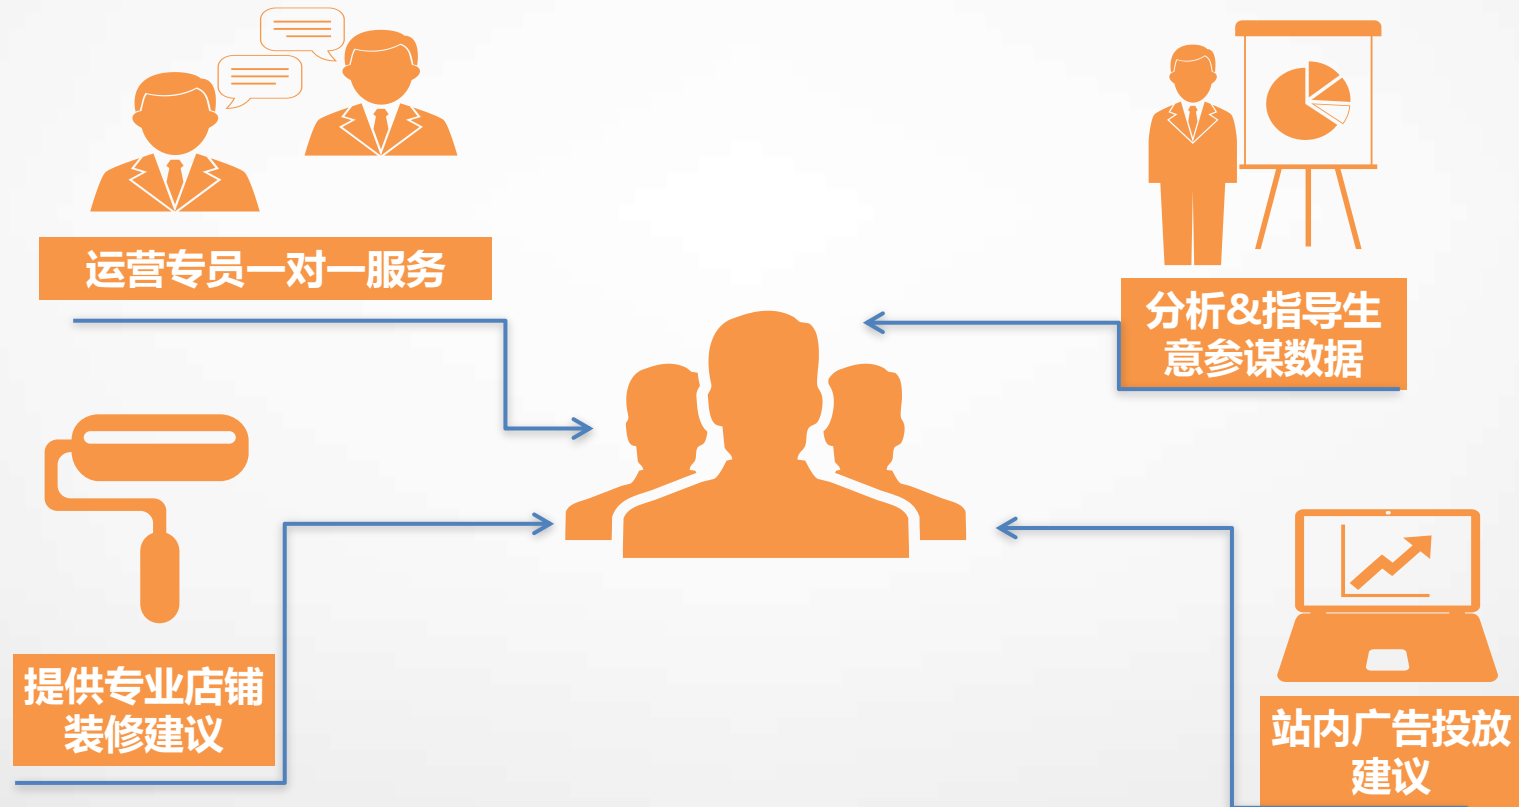 运营专员一对一服务
分析&指导生
意参谋数据
提供专业店铺
装修建议
站内广告投放
建议